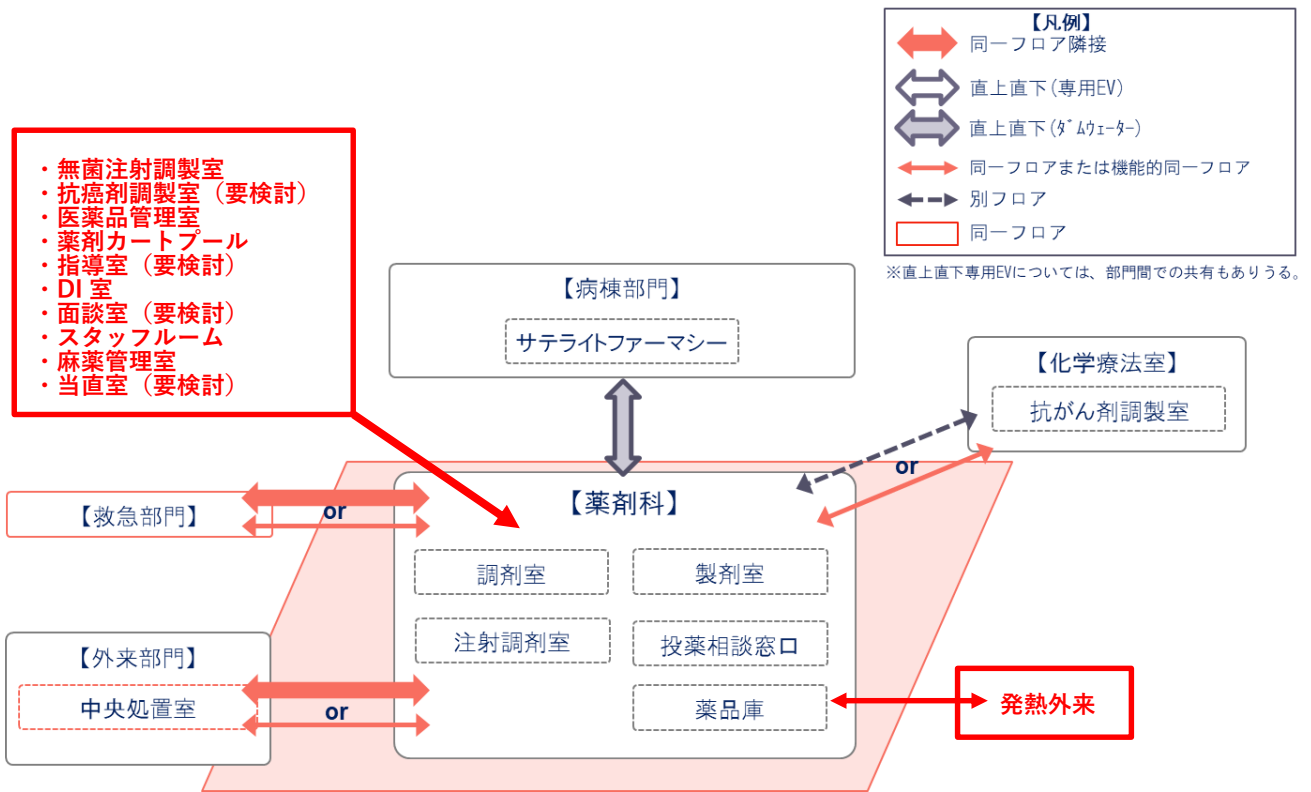 【凡例】
同一フロア隣接
直上直下(専用EV)
直上直下(ﾀﾞﾑｳｪｰﾀｰ)
同一フロアまたは機能的同一フロア
別フロア
同一フロア
※直上直下専用EVについては、部門間での共有もありうる。
・無菌注射調製室
・抗癌剤調製室（要検討）
・医薬品管理室
・薬剤カートプール
・指導室（要検討）
・DI 室
・面談室（要検討）
・スタッフルーム
・麻薬管理室
・当直室（要検討）
【病棟部門】
サテライトファーマシー
【化学療法室】
抗がん剤調製室
or
【薬剤科】
【救急部門】
or
調剤室
製剤室
注射調剤室
投薬相談窓口
【外来部門】
中央処置室
or
薬品庫
発熱外来